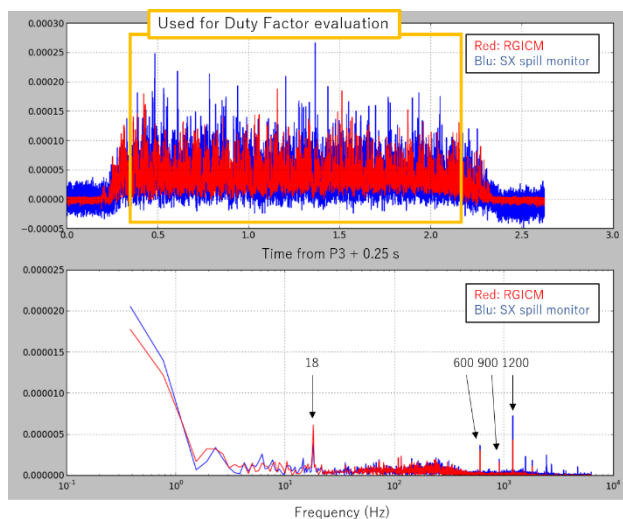 Used for Duty Factor evaluation
0.00030
Red: RGICM
Blu: SX spill monitor
0.00025
0.00020
0.00015
0.00010
0.00005
0.00000
−0.00005
0.0 0.5 1.0 1.5 2.0 2.5 3.0
Time from P3 + 0.25 s
0.000025
Red: RGICM
Blu: SX spill monitor
0.000020
0.000015
18 600 900 1200
0.000010
0.000005
0.000000
10⁻¹ 10⁰ 10¹ 10² 10³ 10⁴
Frequency (Hz)